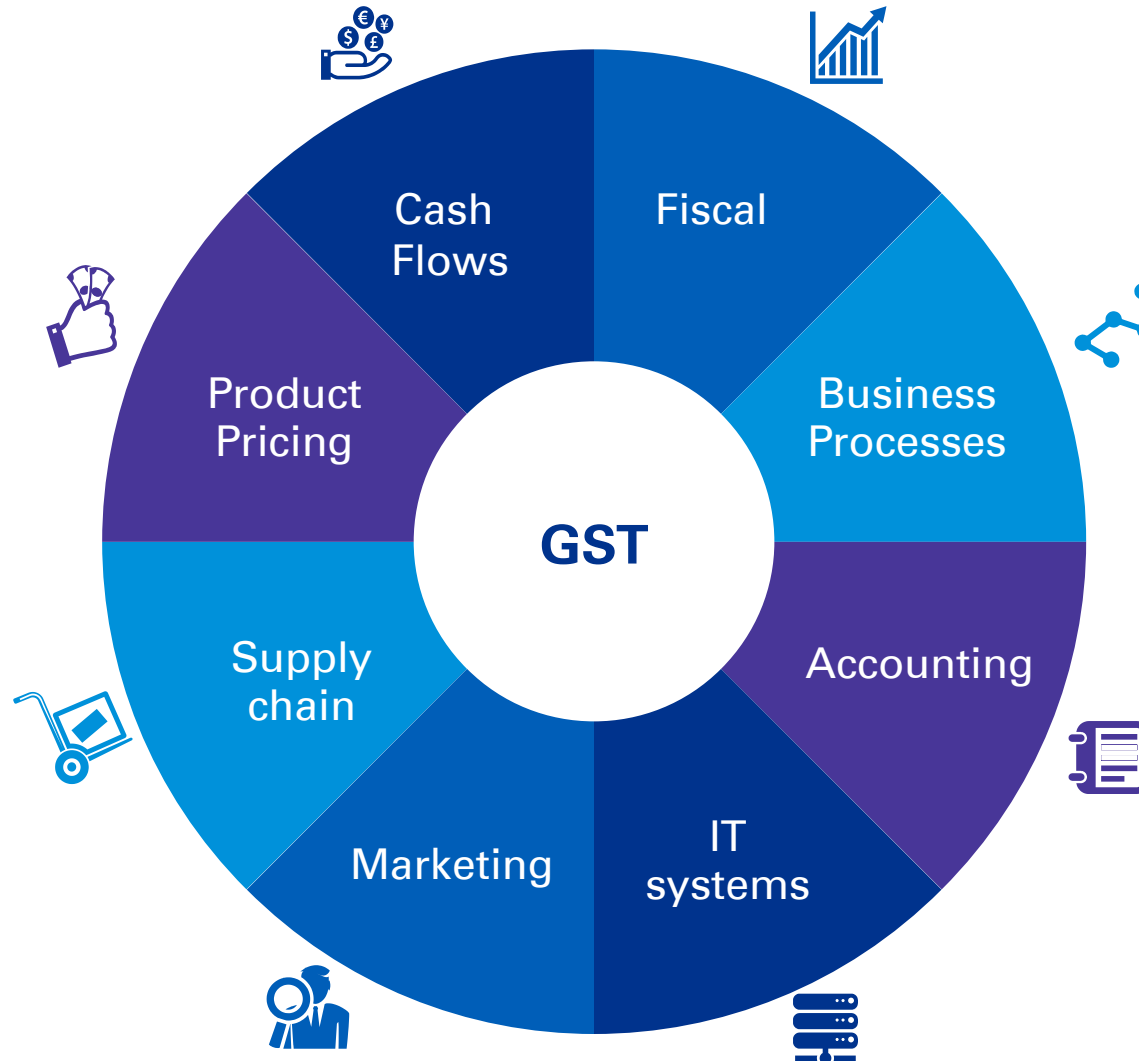 Cash
Flows
Fiscal
Business
Processes
Accounting
IT
systems
Marketing
Supply
chain
Product
Pricing
GST
$
€
¥
£